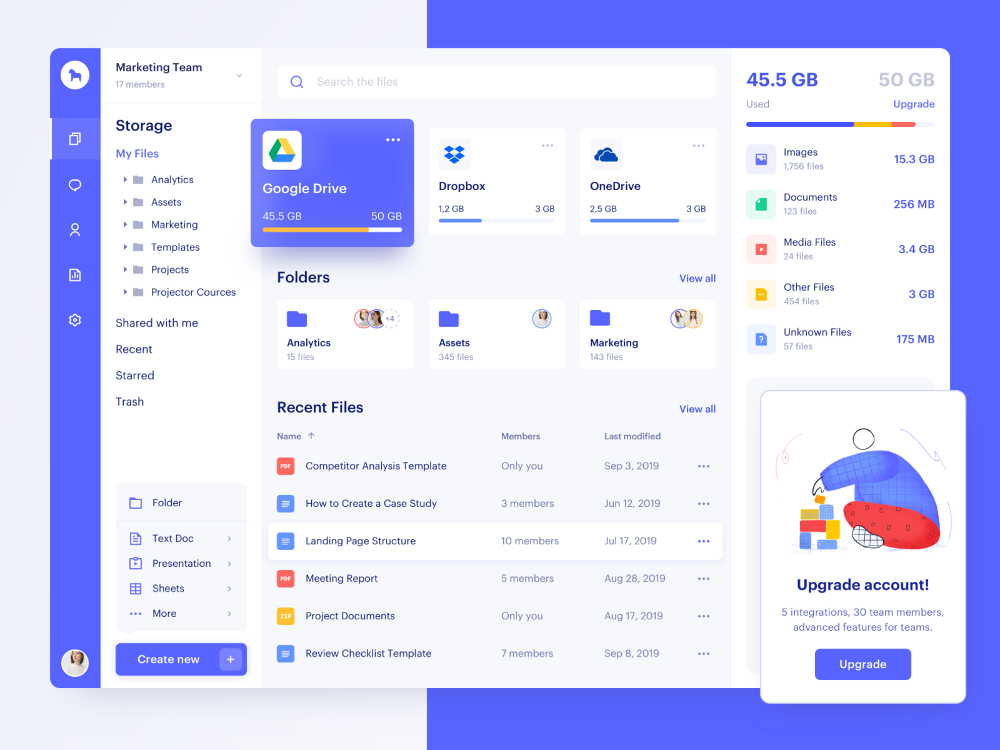 Marketing Team
17 members
Storage
My Files
Analytics
Assets
Marketing
Templates
Projects
Projector Cources
Shared with me
Recent
Starred
Trash
Folder
Text Doc
Presentation
Sheets
More
Create new +
Search the files
Google Drive
45.5 GB 50 GB
Dropbox
1,2 GB 3 GB
OneDrive
2,5 GB 3 GB
Folders View all
+4
Analytics
15 files
Assets
345 files
Marketing
143 files
Recent Files View all
Name Members Last modified
PDF Competitor Analysis Template Only you Sep 3, 2019
How to Create a Case Study 3 members Jun 12, 2019
Landing Page Structure 10 members Jul 17, 2019
PDF Meeting Report 5 members Aug 28, 2019
ZIP Project Documents Only you Aug 17, 2019
Review Checklist Template 7 members Sep 8, 2019
45.5 GB 50 GB
Used Upgrade
Images
1,756 files
15.3 GB
Documents
123 files
256 MB
Media Files
24 files
3.4 GB
Other Files
454 files
3 GB
?
Unknown Files
57 files
175 MB
Upgrade account!
5 integrations, 30 team members,
advanced features for teams.
Upgrade